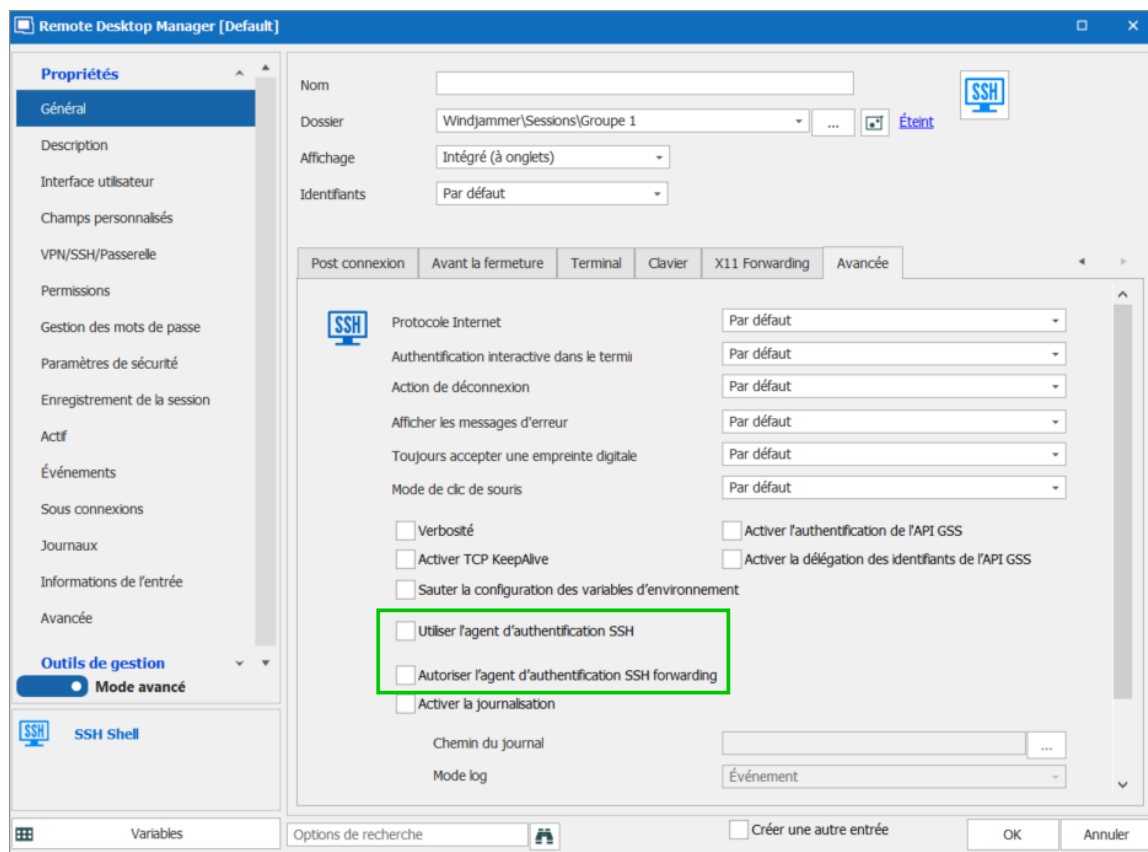 Remote Desktop Manager [Default]
Propriétés
Général
Description
Interface utilisateur
Champs personnalisés
VPN/SSH/Passerelle
Permissions
Gestion des mots de passe
Paramètres de sécurité
Enregistrement de la session
Actif
Événements
Sous connexions
Journaux
Informations de l'entrée
Avancée
Outils de gestion
Mode avancé
SSH
SSH Shell
Variables
Nom
Dossier
Windjammer\Sessions\Groupe 1
...
Éteint
SSH
Affichage
Intégré (à onglets)
Identifiants
Par défaut
Post connexion
Avant la fermeture
Terminal
Clavier
X11 Forwarding
Avancée
SSH
Protocole Internet
Par défaut
Authentification interactive dans le termi
Par défaut
Action de déconnexion
Par défaut
Afficher les messages d'erreur
Par défaut
Toujours accepter une empreinte digitale
Par défaut
Mode de clic de souris
Par défaut
Verbosité
Activer l'authentification de l'API GSS
Activer TCP KeepAlive
Activer la délégation des identifiants de l'API GSS
Sauter la configuration des variables d'environnement
Utiliser l'agent d'authentification SSH
Autoriser l'agent d'authentification SSH forwarding
Activer la journalisation
Chemin du journal
...
Mode log
Événement
Options de recherche
Créer une autre entrée
OK
Annuler